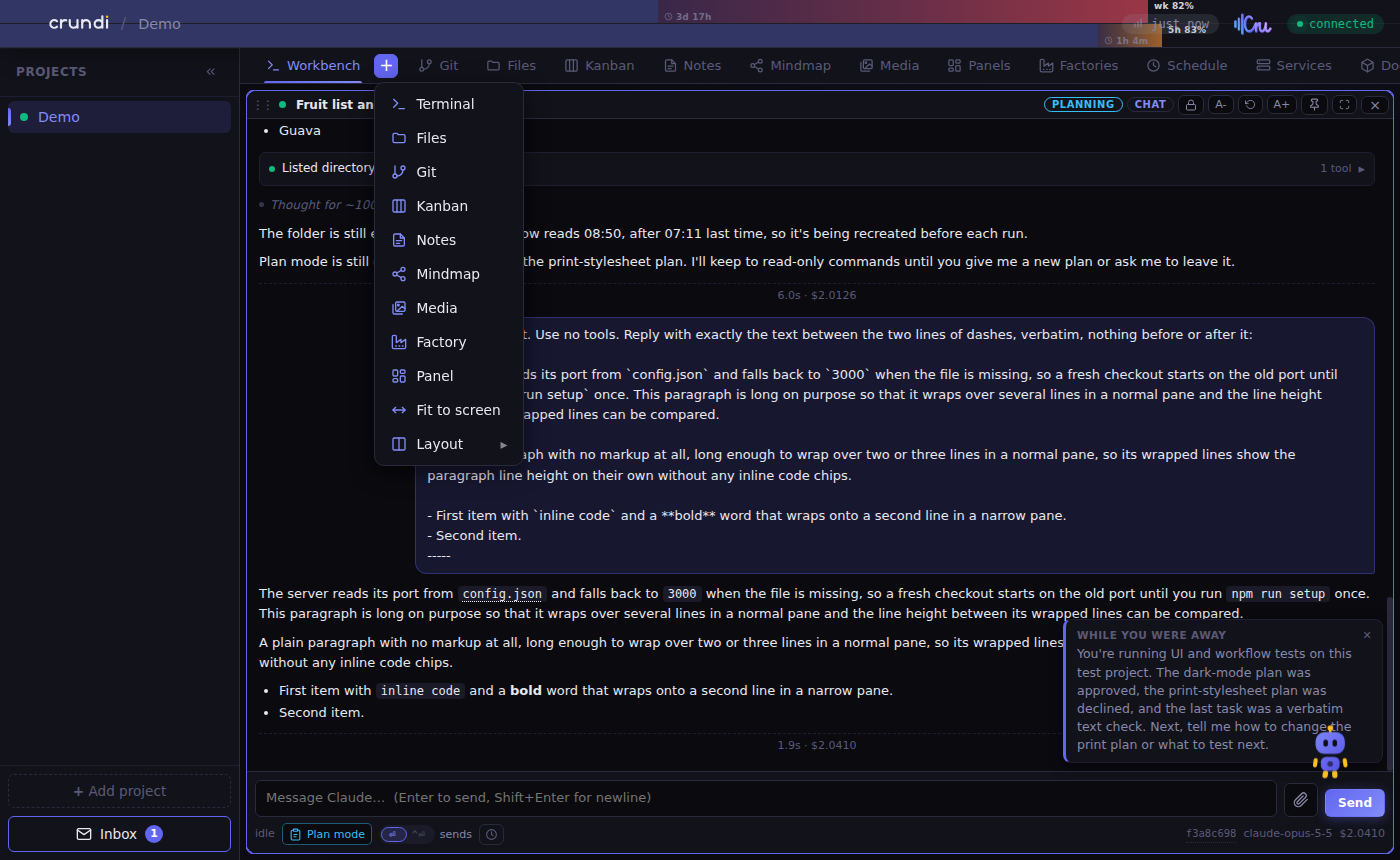 crundi / Demo
3d 17h
wk 82%
just now
5h 83%
1h 4m
Cru
connected
PROJECTS «
Demo
+ Add project
Inbox 1
Workbench + Git Files Kanban Notes Mindmap Media Panels Factories Schedule Services Do
Fruit list an
PLANNING CHAT A- A+
Terminal
Files
Git
Kanban
Notes
Mindmap
Media
Factory
Panel
Fit to screen
Layout
• Guava
Listed directory 1 tool
Thought for ~100
The folder is still ow reads 08:50, after 07:11 last time, so it's being recreated before each run.
Plan mode is still the print-stylesheet plan. I'll keep to read-only commands until you give me a new plan or ask me to leave it.
6.0s · $2.0126
t. Use no tools. Reply with exactly the text between the two lines of dashes, verbatim, nothing before or after it:
ds its port from `config.json` and falls back to `3000` when the file is missing, so a fresh checkout starts on the old port until
run setup` once. This paragraph is long on purpose so that it wraps over several lines in a normal pane and the line height
apped lines can be compared.
aph with no markup at all, long enough to wrap over two or three lines in a normal pane, so its wrapped lines show the
paragraph line height on their own without any inline code chips.
- First item with `inline code` and a **bold** word that wraps onto a second line in a narrow pane.
- Second item.
-----
The server reads its port from config.json and falls back to 3000 when the file is missing, so a fresh checkout starts on the old port until you run npm run setup once.
This paragraph is long on purpose so that it wraps over several lines in a normal pane and the line height between its wrapped lines can be compared.
A plain paragraph with no markup at all, long enough to wrap over two or three lines in a normal pane, so its wrapped lines
without any inline code chips.
• First item with inline code and a bold word that wraps onto a second line in a narrow pane.
• Second item.
1.9s · $2.0410
WHILE YOU WERE AWAY
You're running UI and workflow tests on this
test project. The dark-mode plan was
approved, the print-stylesheet plan was
declined, and the last task was a verbatim
text check. Next, tell me how to change the
print plan or what to test next.
Message Claude… (Enter to send, Shift+Enter for newline)
Send
idle Plan mode sends
f3a8c698 claude-opus-5-5 $2.0410